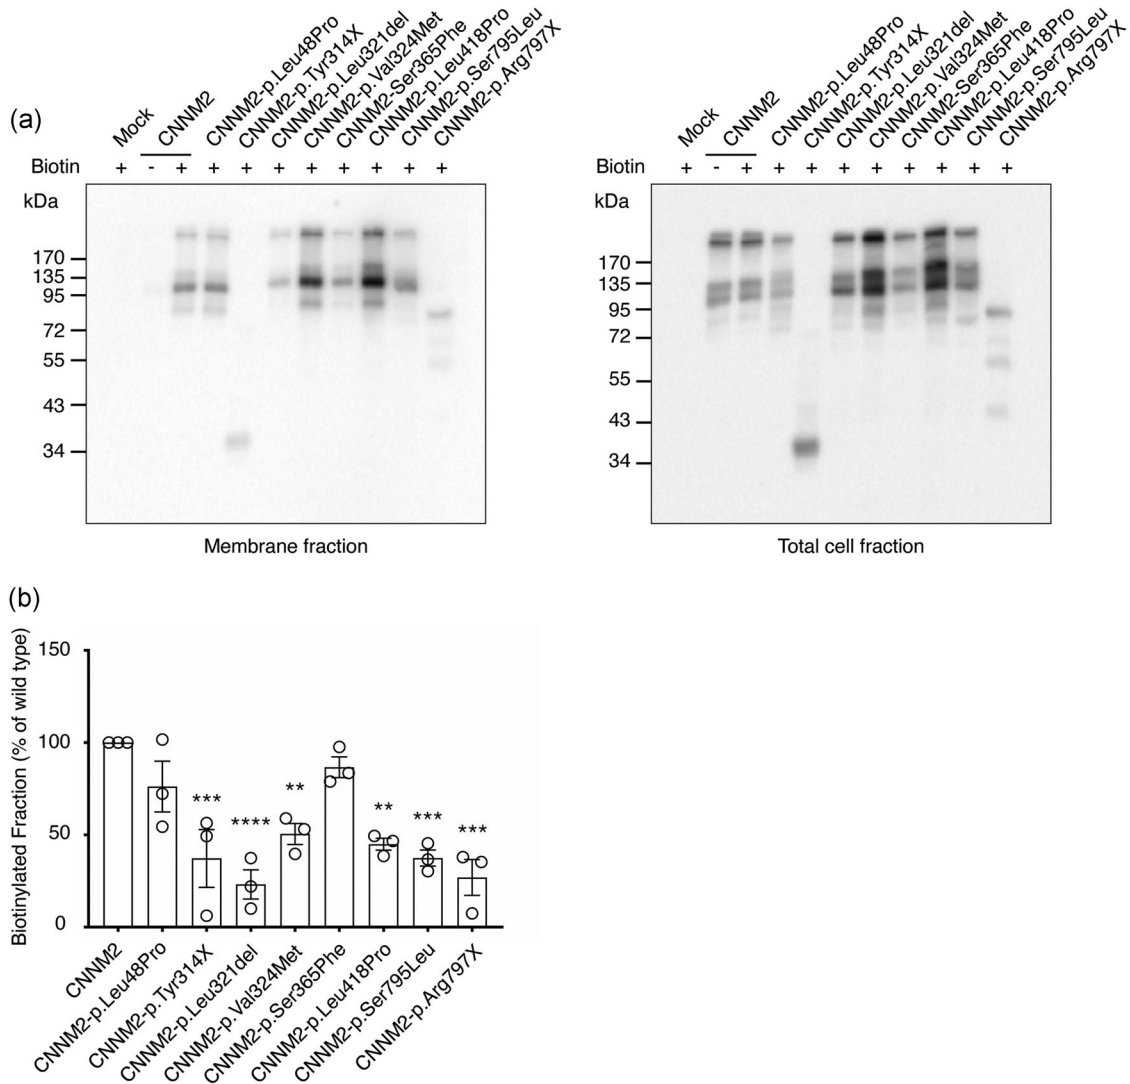 (a)
Mock
CNNM2
CNNM2-p.Leu48Pro
CNNM2-p.Tyr314X
CNNM2-p.Leu321del
CNNM2-p.Val324Met
CNNM2-Ser365Phe
CNNM2-p.Leu418Pro
CNNM2-p.Ser795Leu
CNNM2-p.Arg797X
Biotin + - + + + + + + + + +
kDa
170
135
95
72
55
43
34
Membrane fraction
Mock
CNNM2
CNNM2-p.Leu48Pro
CNNM2-p.Tyr314X
CNNM2-p.Leu321del
CNNM2-p.Val324Met
CNNM2-Ser365Phe
CNNM2-p.Leu418Pro
CNNM2-p.Ser795Leu
CNNM2-p.Arg797X
Biotin + - + + + + + + + + +
kDa
170
135
95
72
55
43
34
Total cell fraction
(b)
Biotinylated Fraction (% of wild type)
150
100
50
0
***
****
**
**
***
***
CNNM2
CNNM2-p.Leu48Pro
CNNM2-p.Tyr314X
CNNM2-p.Leu321del
CNNM2-p.Val324Met
CNNM2-p.Ser365Phe
CNNM2-p.Leu418Pro
CNNM2-p.Ser795Leu
CNNM2-p.Arg797X